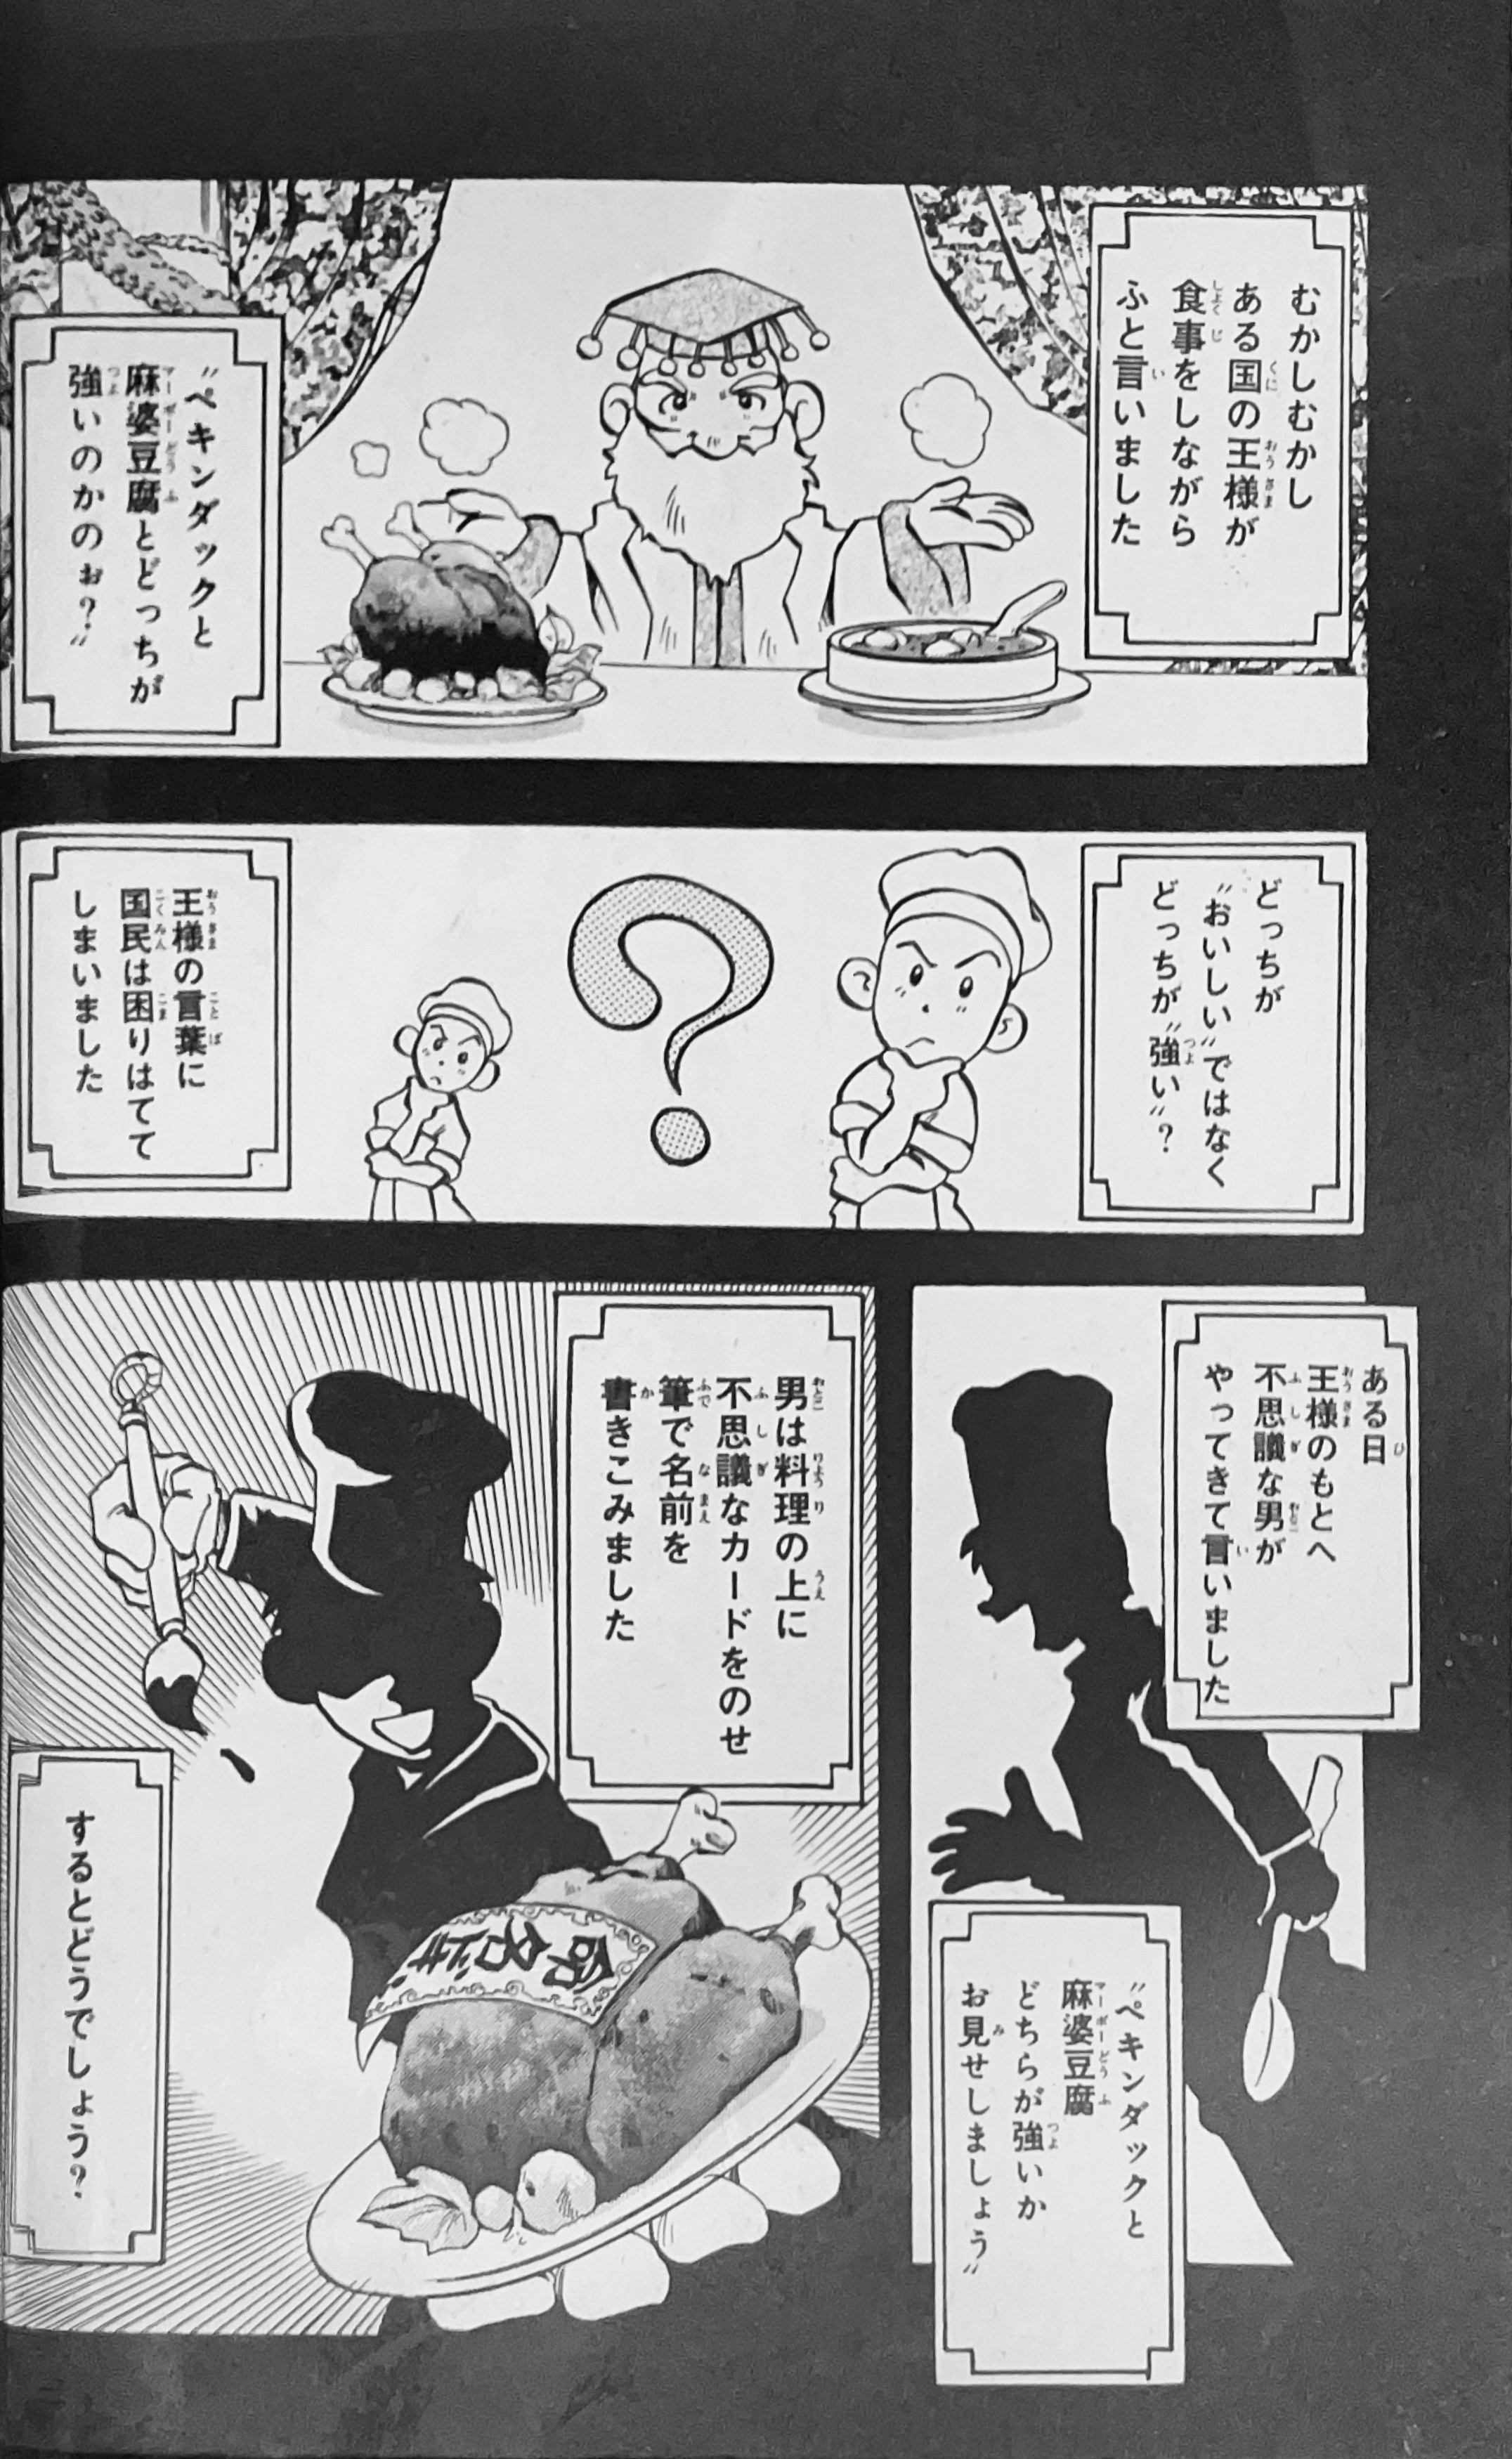 むかしむかし
ある国の王様が
食事をしながら
ふと言いました
〝ペキンダックと
麻婆豆腐とどっちが
強いのかのぉ？〟
どっちが
〝おいしい〟ではなく
どっちが〝強い〟？
王様の言葉に
国民は困りはてて
しまいました
ある日
王様のもとへ
不思議な男が
やってきて言いました
〝ペキンダックと
麻婆豆腐
どちらが強いか
お見せしましょう〟
男は料理の上に
不思議なカードをのせ
筆で名前を
書きこみました
するとどうでしょう？